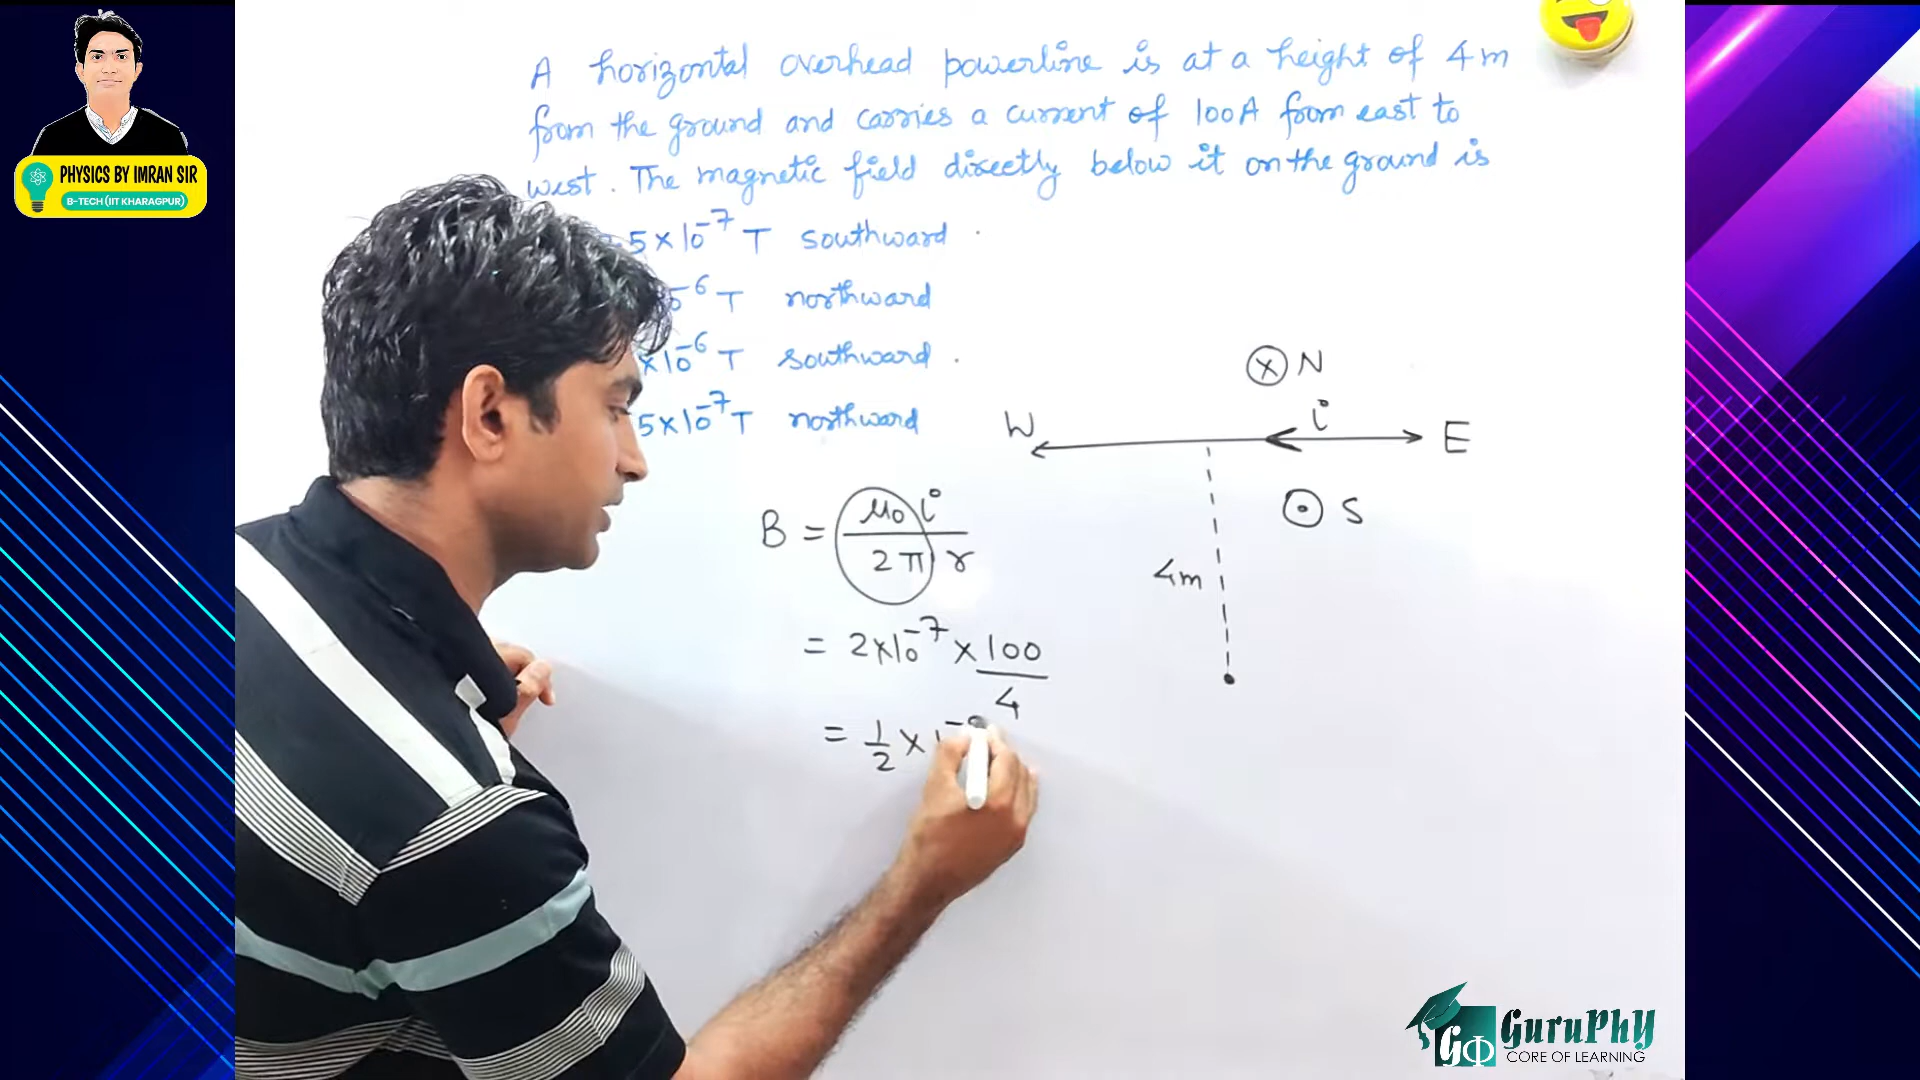 PHYSICS BY IMRAN SIR
B-TECH (IIT KHARAGPUR)
A horizontal overhead powerline is at a height of 4m
from the ground and carries a current of 100A from east to
west. The magnetic field directly below it on the ground is
5×10⁻⁷ T southward
⁻⁶ T northward
×10⁻⁶ T southward
5×10⁻⁷ T northward
⊗ N
W
i
E
⊙ S
4m
B = μ₀i / 2π r
= 2×10⁻⁷ × 100 / 4
= 1/2 ×
GuruPhy
GΦ
CORE OF LEARNING